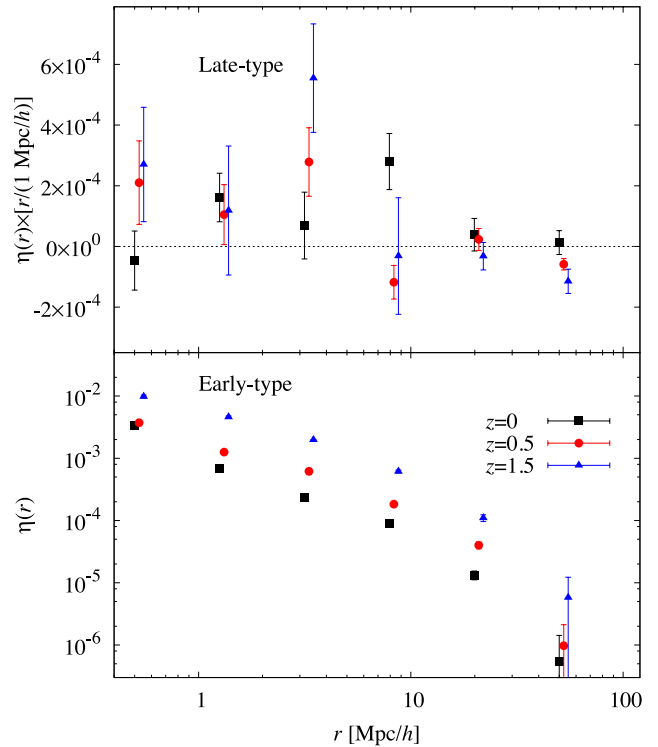 6×10⁻⁴
4×10⁻⁴
2×10⁻⁴
0×10⁰
-2×10⁻⁴
η(r)×[r/(1 Mpc/h)]
Late-type
10⁻²
10⁻³
10⁻⁴
10⁻⁵
10⁻⁶
η(r)
Early-type
z=0
z=0.5
z=1.5
1 10 100
r [Mpc/h]